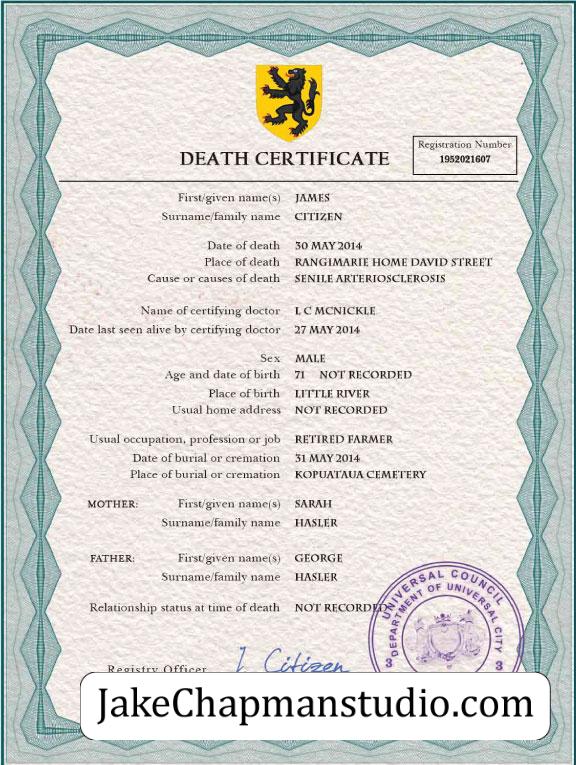 DEATH CERTIFICATE
Registration Number
1952021607
First/given name(s) JAMES
Surname/family name CITIZEN
Date of death 30 MAY 2014
Place of death RANGIMARIE HOME DAVID STREET
Cause or causes of death SENILE ARTERIOSCLEROSIS
Name of certifying doctor L C MCNICKLE
Date last seen alive by certifying doctor 27 MAY 2014
Sex MALE
Age and date of birth 71 NOT RECORDED
Place of birth LITTLE RIVER
Usual home address NOT RECORDED
Usual occupation, profession or job RETIRED FARMER
Date of burial or cremation 31 MAY 2014
Place of burial or cremation KOPUATAUA CEMETERY
MOTHER: First/given name(s) SARAH
Surname/family name HASLER
FATHER: First/given name(s) GEORGE
Surname/family name HASLER
Relationship status at time of death NOT RECORDED
UNIVERSAL COUNCIL
DEPARTMENT OF UNIVERSAL CITY
3 3
Registry Officer J Citizen
JakeChapmanstudio.com